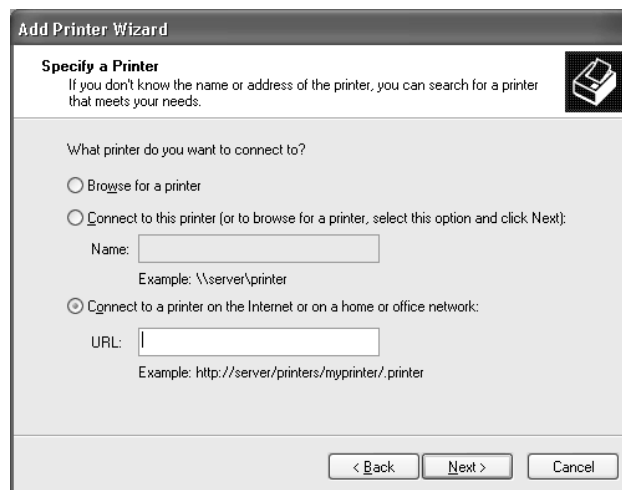 Add Printer Wizard
Specify a Printer
If you don't know the name or address of the printer, you can search for a printer
that meets your needs.
What printer do you want to connect to?
Browse for a printer
Connect to this printer (or to browse for a printer, select this option and click Next):
Name:
Example: \\server\printer
Connect to a printer on the Internet or on a home or office network:
URL:
Example: http://server/printers/myprinter/.printer
< Back Next > Cancel